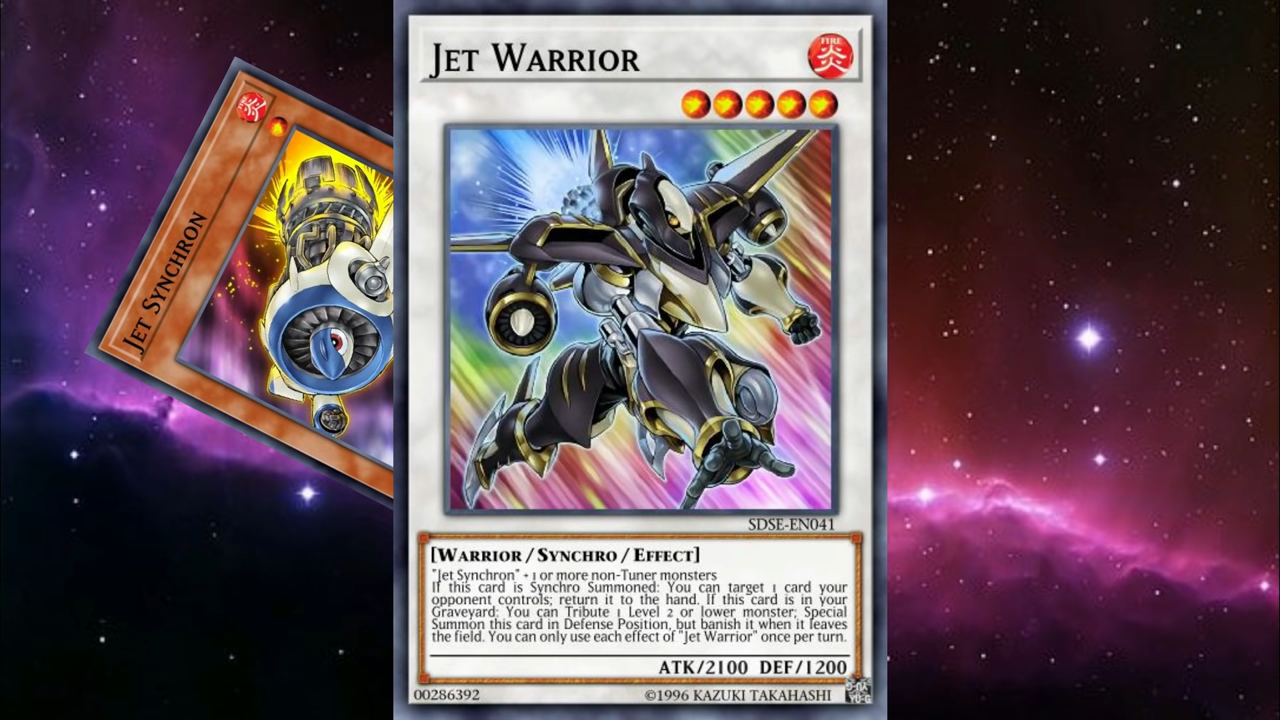 JET WARRIOR
FIRE
炎
JET SYNCHRON
炎
SDSE-EN041
[WARRIOR / SYNCHRO / EFFECT]
"Jet Synchron" + 1 or more non-Tuner monsters
If this card is Synchro Summoned: You can target 1 card your
opponent controls; return it to the hand. If this card is in your
Graveyard: You can Tribute 1 Level 2 or lower monster; Special
Summon this card in Defense Position, but banish it when it leaves
the field. You can only use each effect of "Jet Warrior" once per turn.
ATK/2100 DEF/1200
00286392
©1996 KAZUKI TAKAHASHI